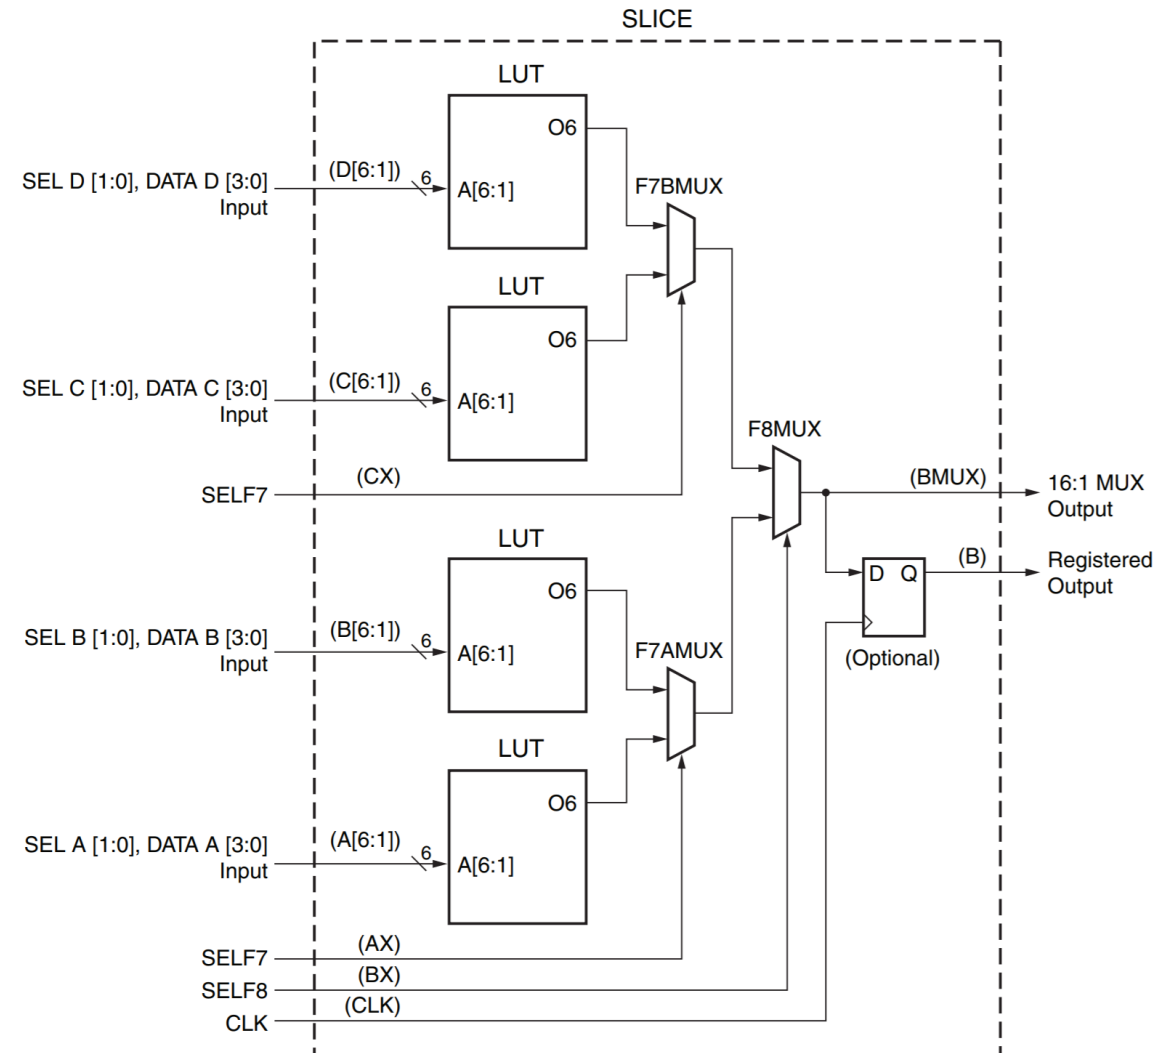 SLICE
LUT
O6
(D[6:1])
6
A[6:1]
SEL D [1:0], DATA D [3:0]
Input
F7BMUX
LUT
O6
(C[6:1])
6
A[6:1]
SEL C [1:0], DATA C [3:0]
Input
F8MUX
(CX)
SELF7
(BMUX)
16:1 MUX
Output
LUT
O6
(B)
Registered
Output
D Q
(Optional)
(B[6:1])
6
A[6:1]
SEL B [1:0], DATA B [3:0]
Input
F7AMUX
LUT
O6
(A[6:1])
6
A[6:1]
SEL A [1:0], DATA A [3:0]
Input
(AX)
SELF7
(BX)
SELF8
(CLK)
CLK